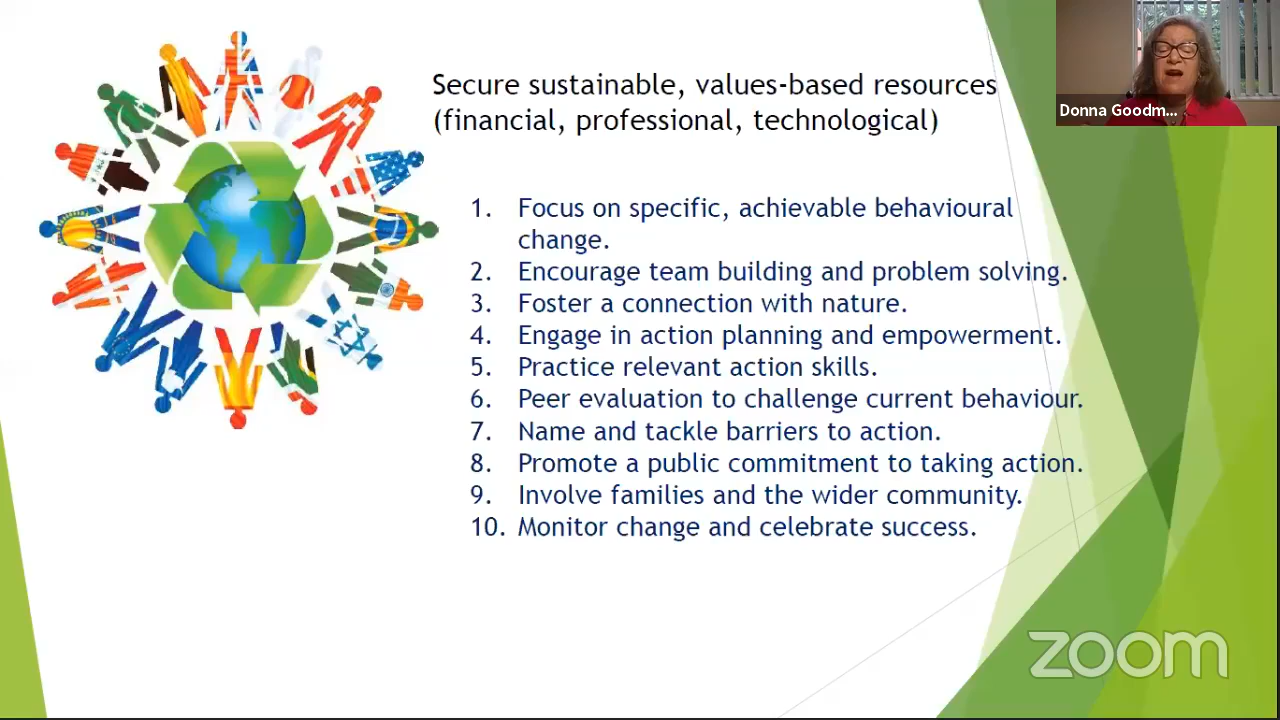 Secure sustainable, values-based resources
(financial, professional, technological)
Donna Goodm...
1. Focus on specific, achievable behavioural
change.
2. Encourage team building and problem solving.
3. Foster a connection with nature.
4. Engage in action planning and empowerment.
5. Practice relevant action skills.
6. Peer evaluation to challenge current behaviour.
7. Name and tackle barriers to action.
8. Promote a public commitment to taking action.
9. Involve families and the wider community.
10. Monitor change and celebrate success.
zoom